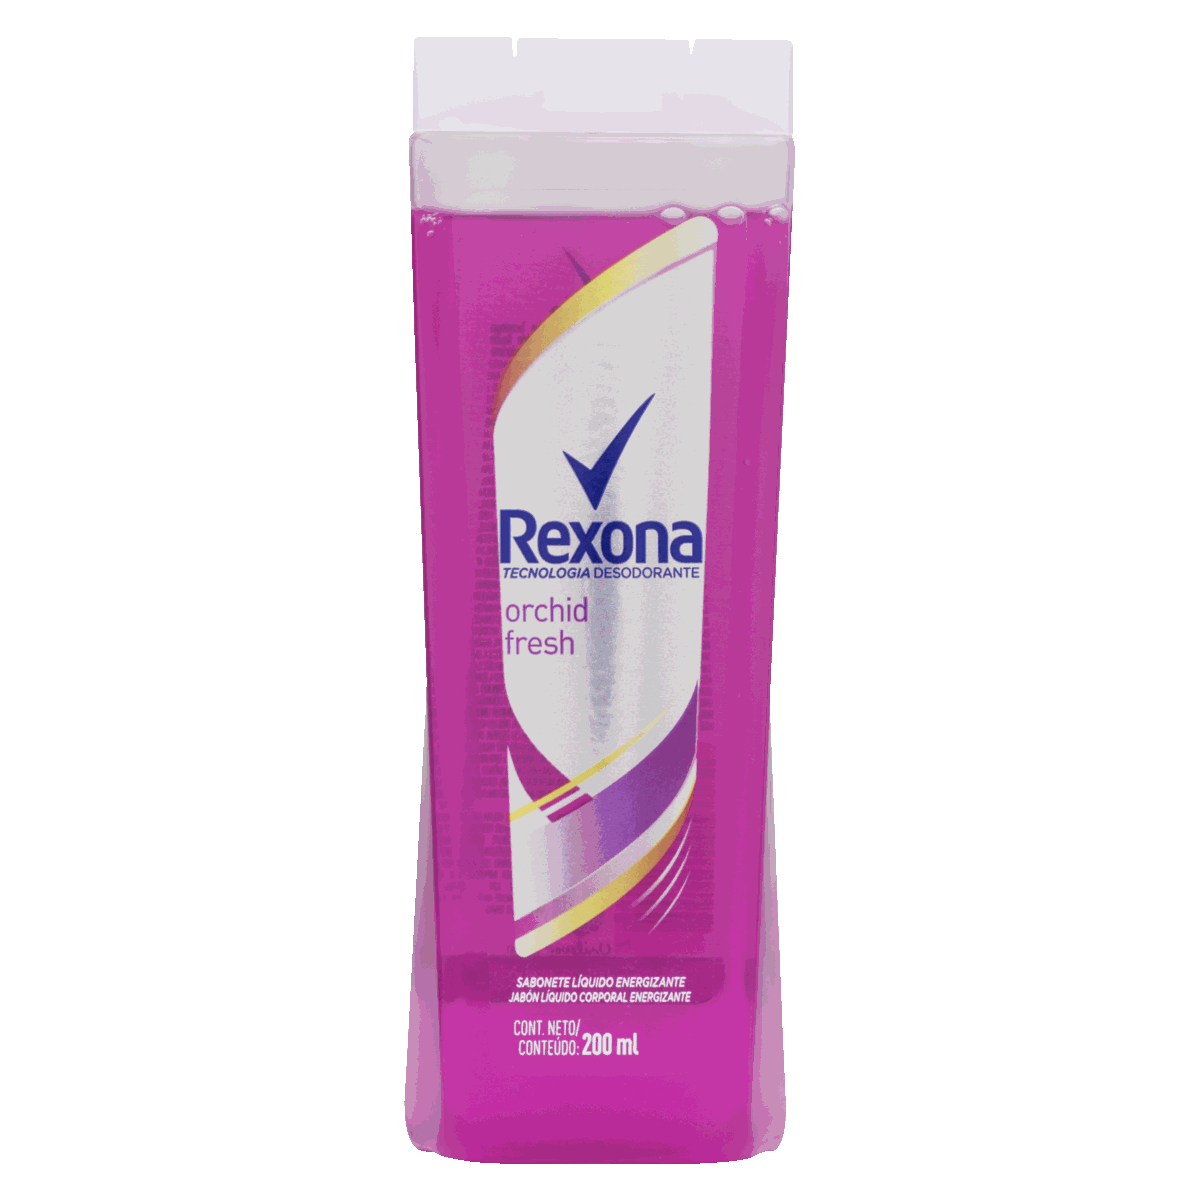 Rexona
TECNOLOGIA DESODORANTE
orchid
fresh
SABONETE LÍQUIDO ENERGIZANTE
JABÓN LÍQUIDO CORPORAL ENERGIZANTE
CONT. NETO/
CONTEÚDO: 200 ml